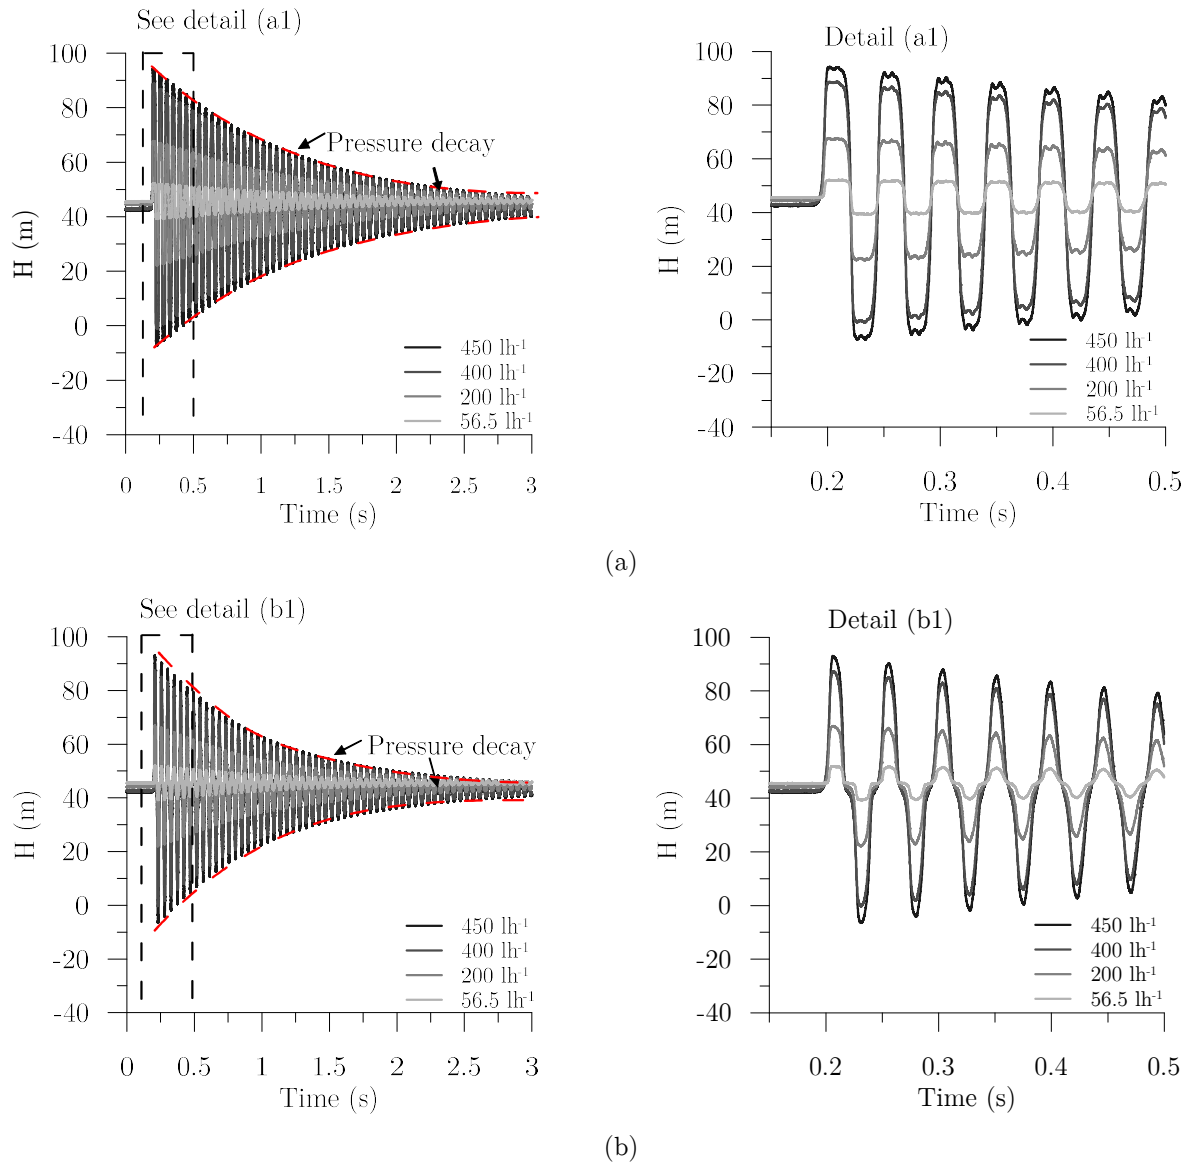 See detail (a1)
100
80
60
40
20
0
-20
-40
H (m)
Pressure decay
450 lh-1
400 lh-1
200 lh-1
56.5 lh-1
0 0.5 1 1.5 2 2.5 3
Time (s)
Detail (a1)
100
80
60
40
20
0
-20
-40
H (m)
450 lh-1
400 lh-1
200 lh-1
56.5 lh-1
0.2 0.3 0.4 0.5
Time (s)
(a)
See detail (b1)
100
80
60
40
20
0
-20
-40
H (m)
Pressure decay
450 lh-1
400 lh-1
200 lh-1
56.5 lh-1
0 0.5 1 1.5 2 2.5 3
Time (s)
Detail (b1)
100
80
60
40
20
0
-20
-40
H (m)
450 lh-1
400 lh-1
200 lh-1
56.5 lh-1
0.2 0.3 0.4 0.5
Time (s)
(b)